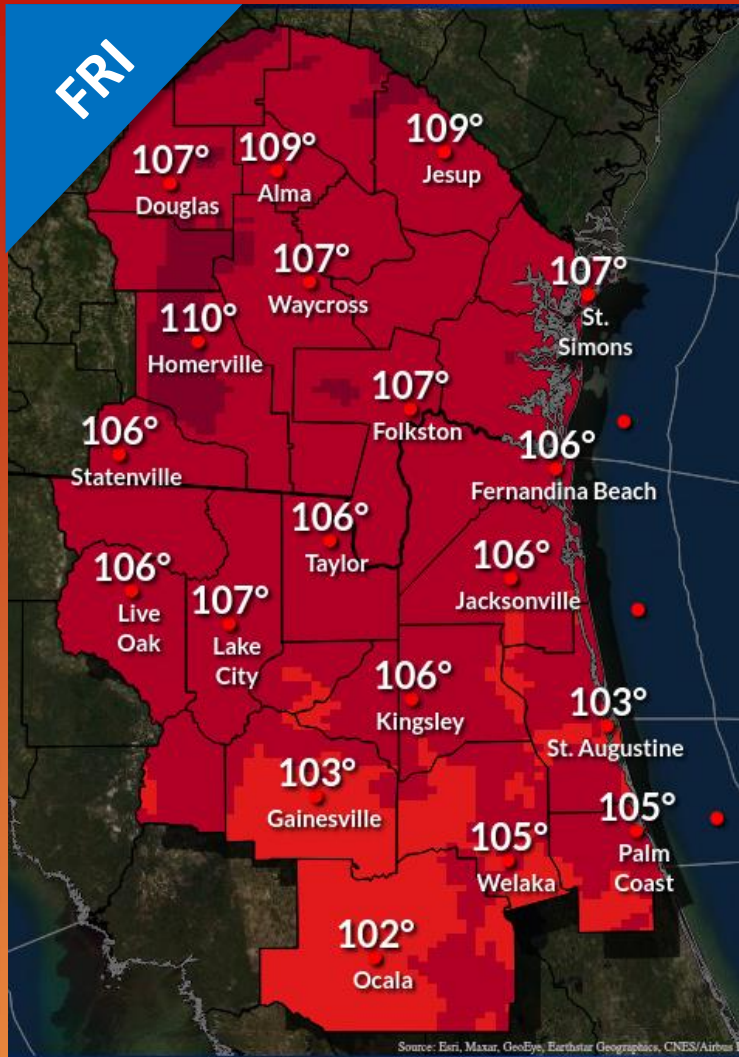 FRI
109°
Jesup
109°
Alma
107°
Douglas
107°
Waycross
107°
St.
Simons
110°
Homerville
107°
Folkston
106°
Statenville
106°
Fernandina Beach
106°
Taylor
106°
Jacksonville
106°
Live
Oak
107°
Lake
City
106°
Kingsley
103°
St. Augustine
103°
Gainesville
105°
Palm
Coast
105°
Welaka
102°
Ocala
Source: Esri, Maxar, GeoEye, Earthstar Geographics, CNES/Airbus